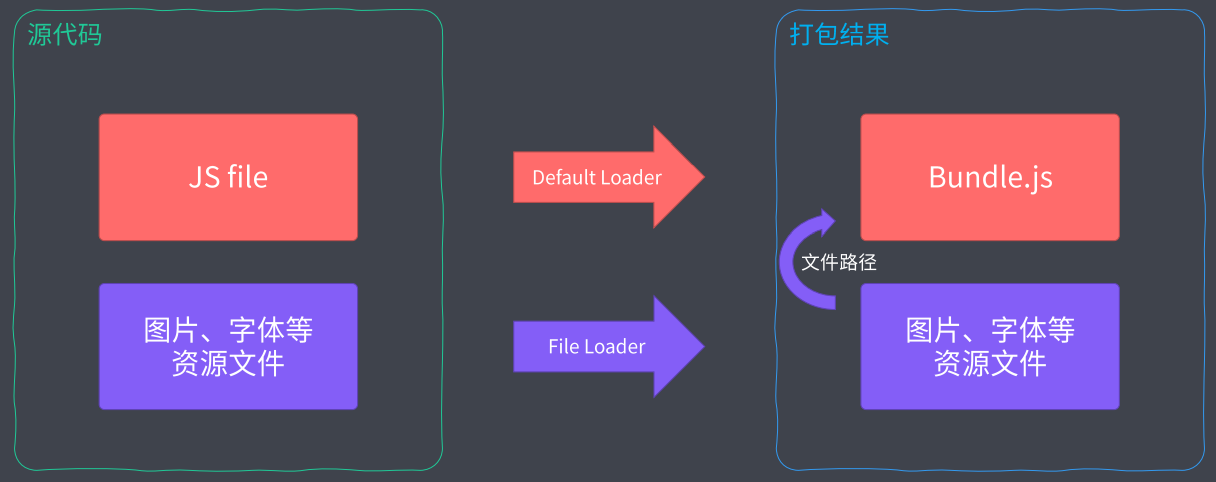 源代码
打包结果
JS file
Default Loader
Bundle.js
文件路径
图片、字体等
资源文件
File Loader
图片、字体等
资源文件